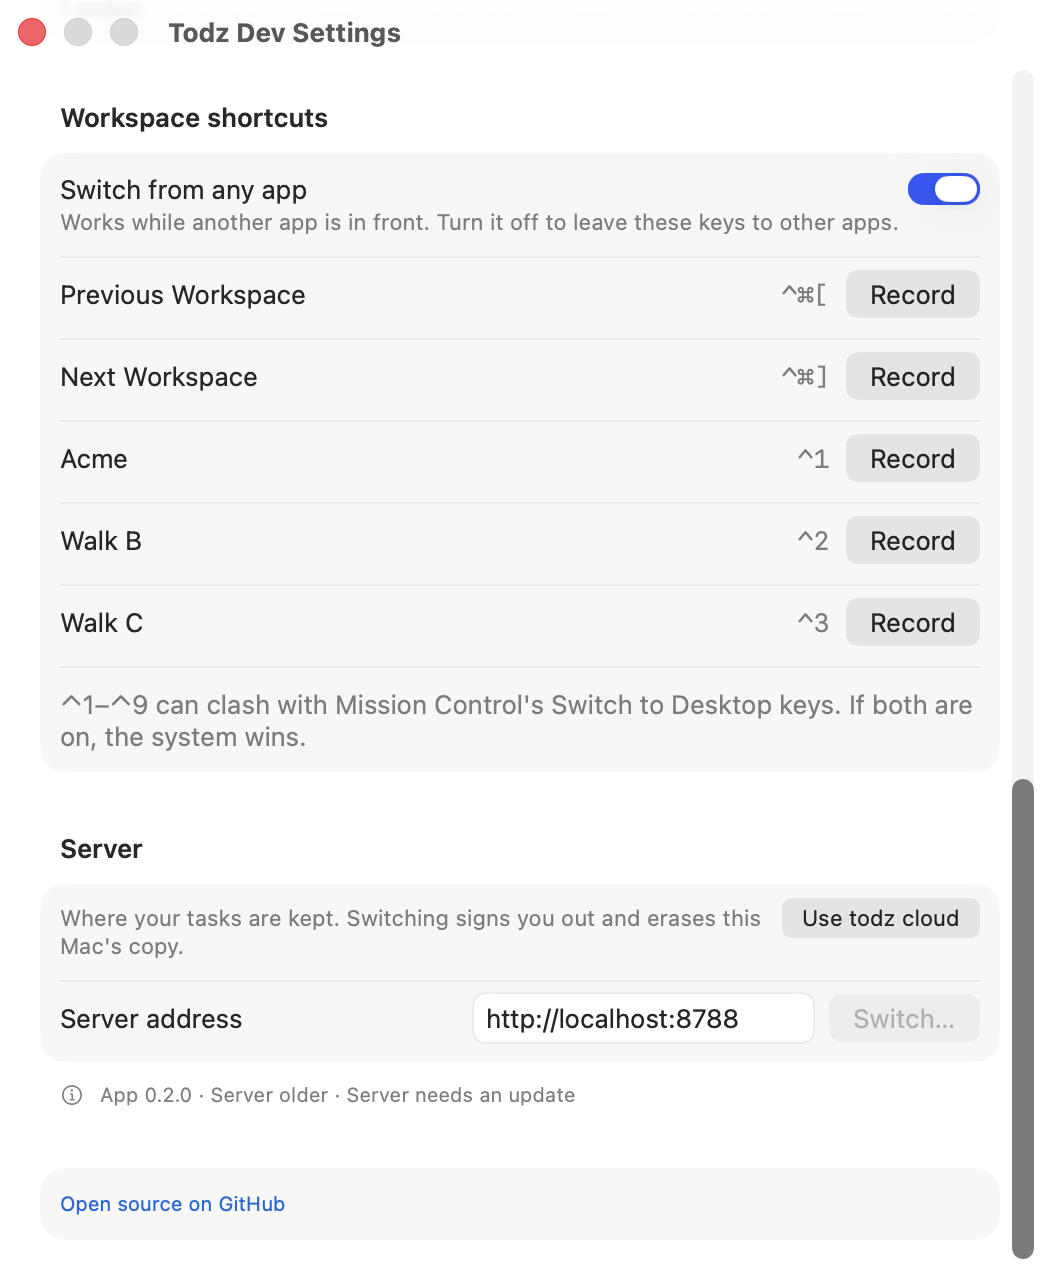 Todz Dev Settings
Workspace shortcuts
Switch from any app
Works while another app is in front. Turn it off to leave these keys to other apps.
Previous Workspace ^⌘[ Record
Next Workspace ^⌘] Record
Acme ^1 Record
Walk B ^2 Record
Walk C ^3 Record
^1–^9 can clash with Mission Control's Switch to Desktop keys. If both are
on, the system wins.
Server
Where your tasks are kept. Switching signs you out and erases this
Mac's copy.
Use todz cloud
Server address http://localhost:8788 Switch...
App 0.2.0 · Server older · Server needs an update
Open source on GitHub